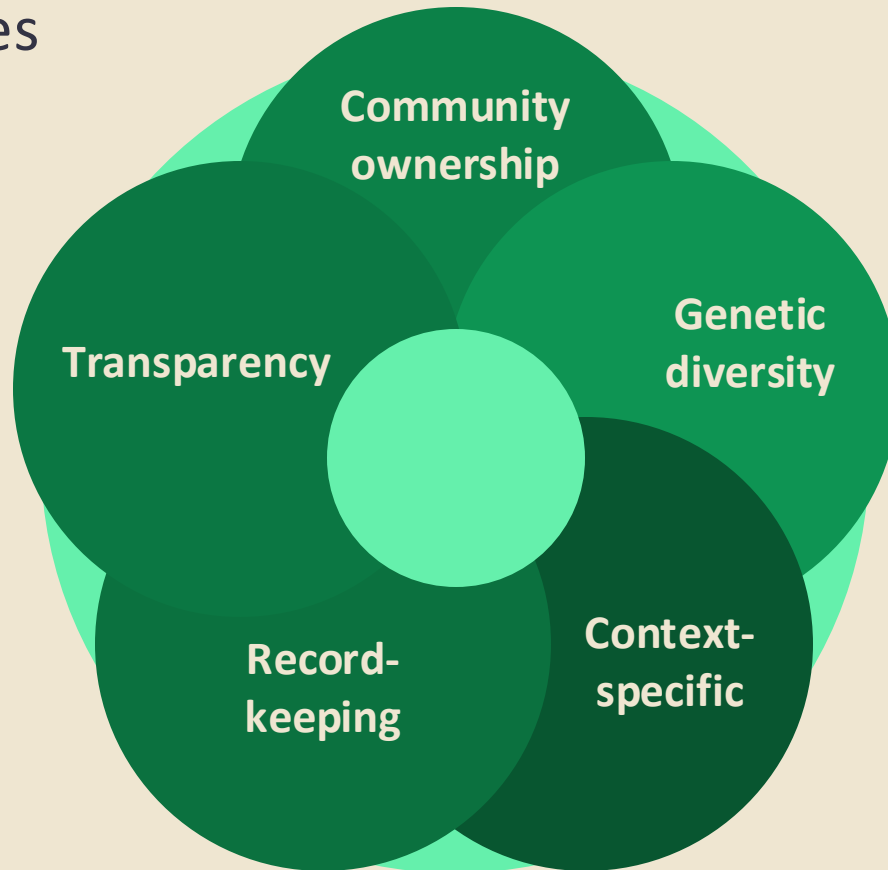 es
Community
ownership
Genetic
diversity
Transparency
Context-
specific
Record-
keeping